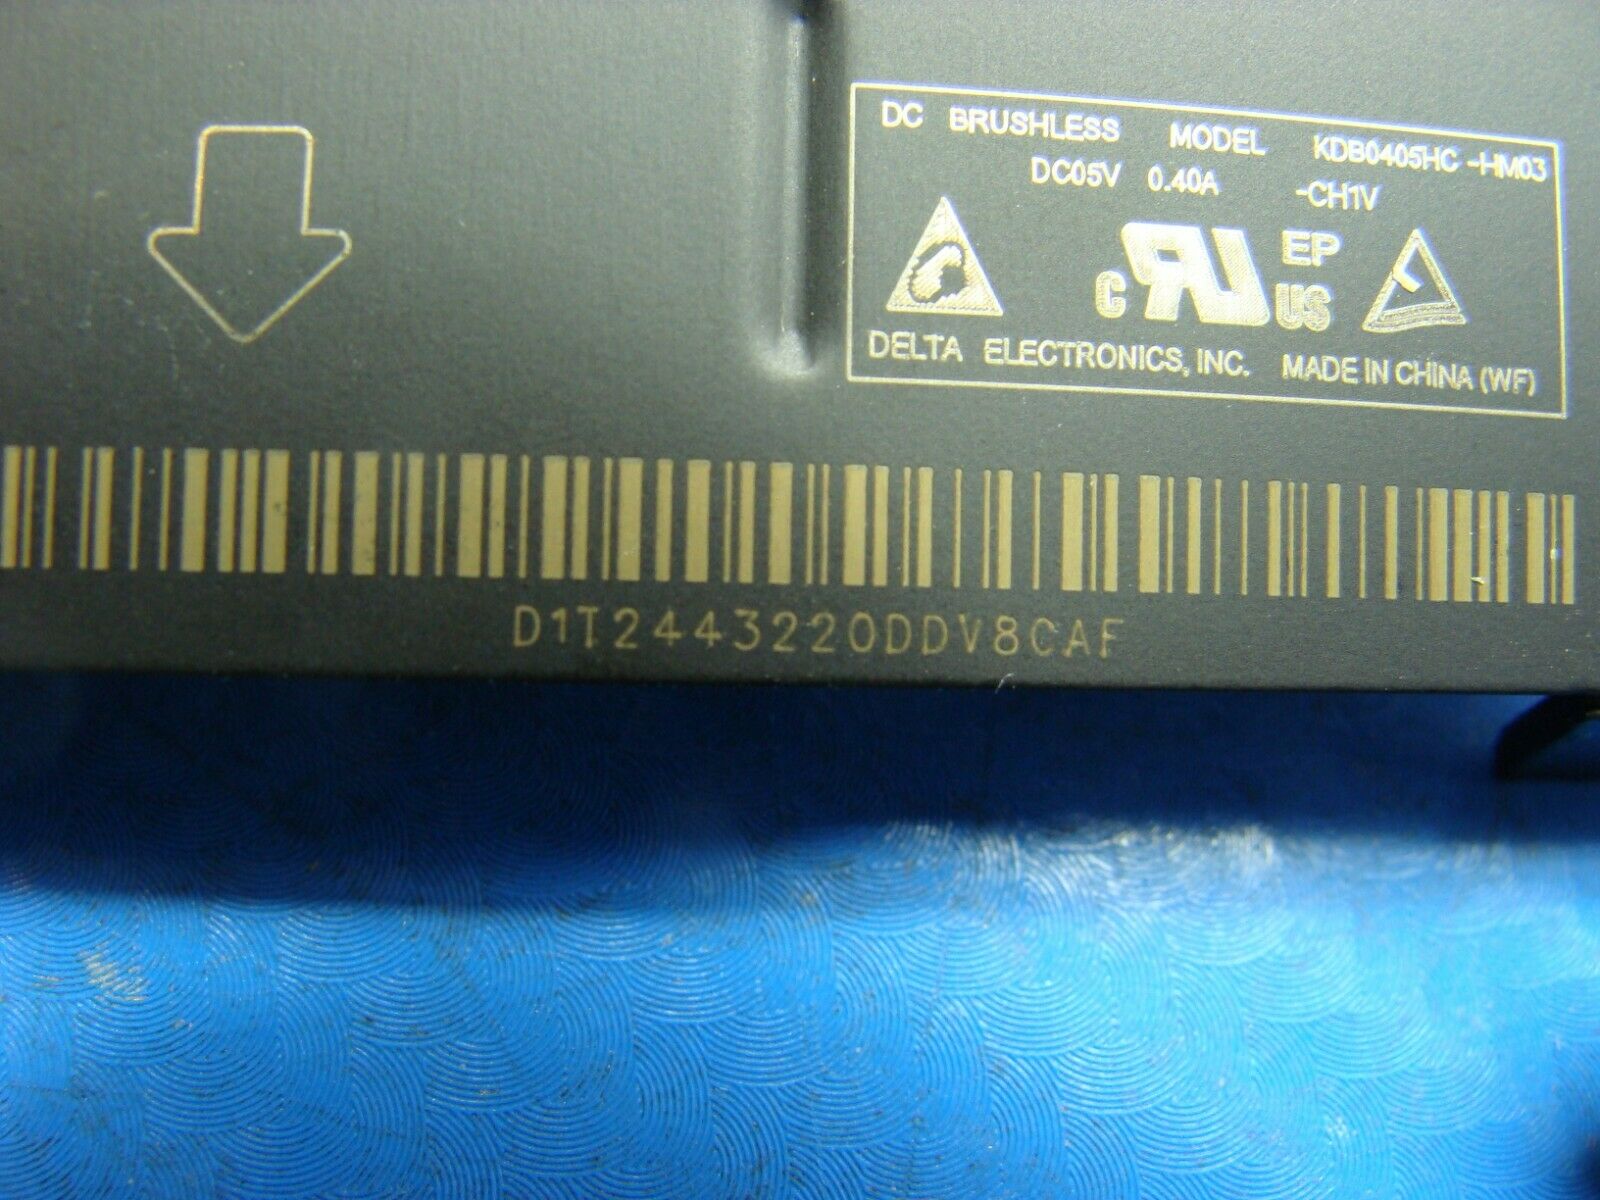 DC BRUSHLESS MODEL KDB0405HC -HM03
DC05V 0.40A -CH1V
c RU EP US
DELTA ELECTRONICS, INC. MADE IN CHINA (WF)
D1T2443220DDV8CAF